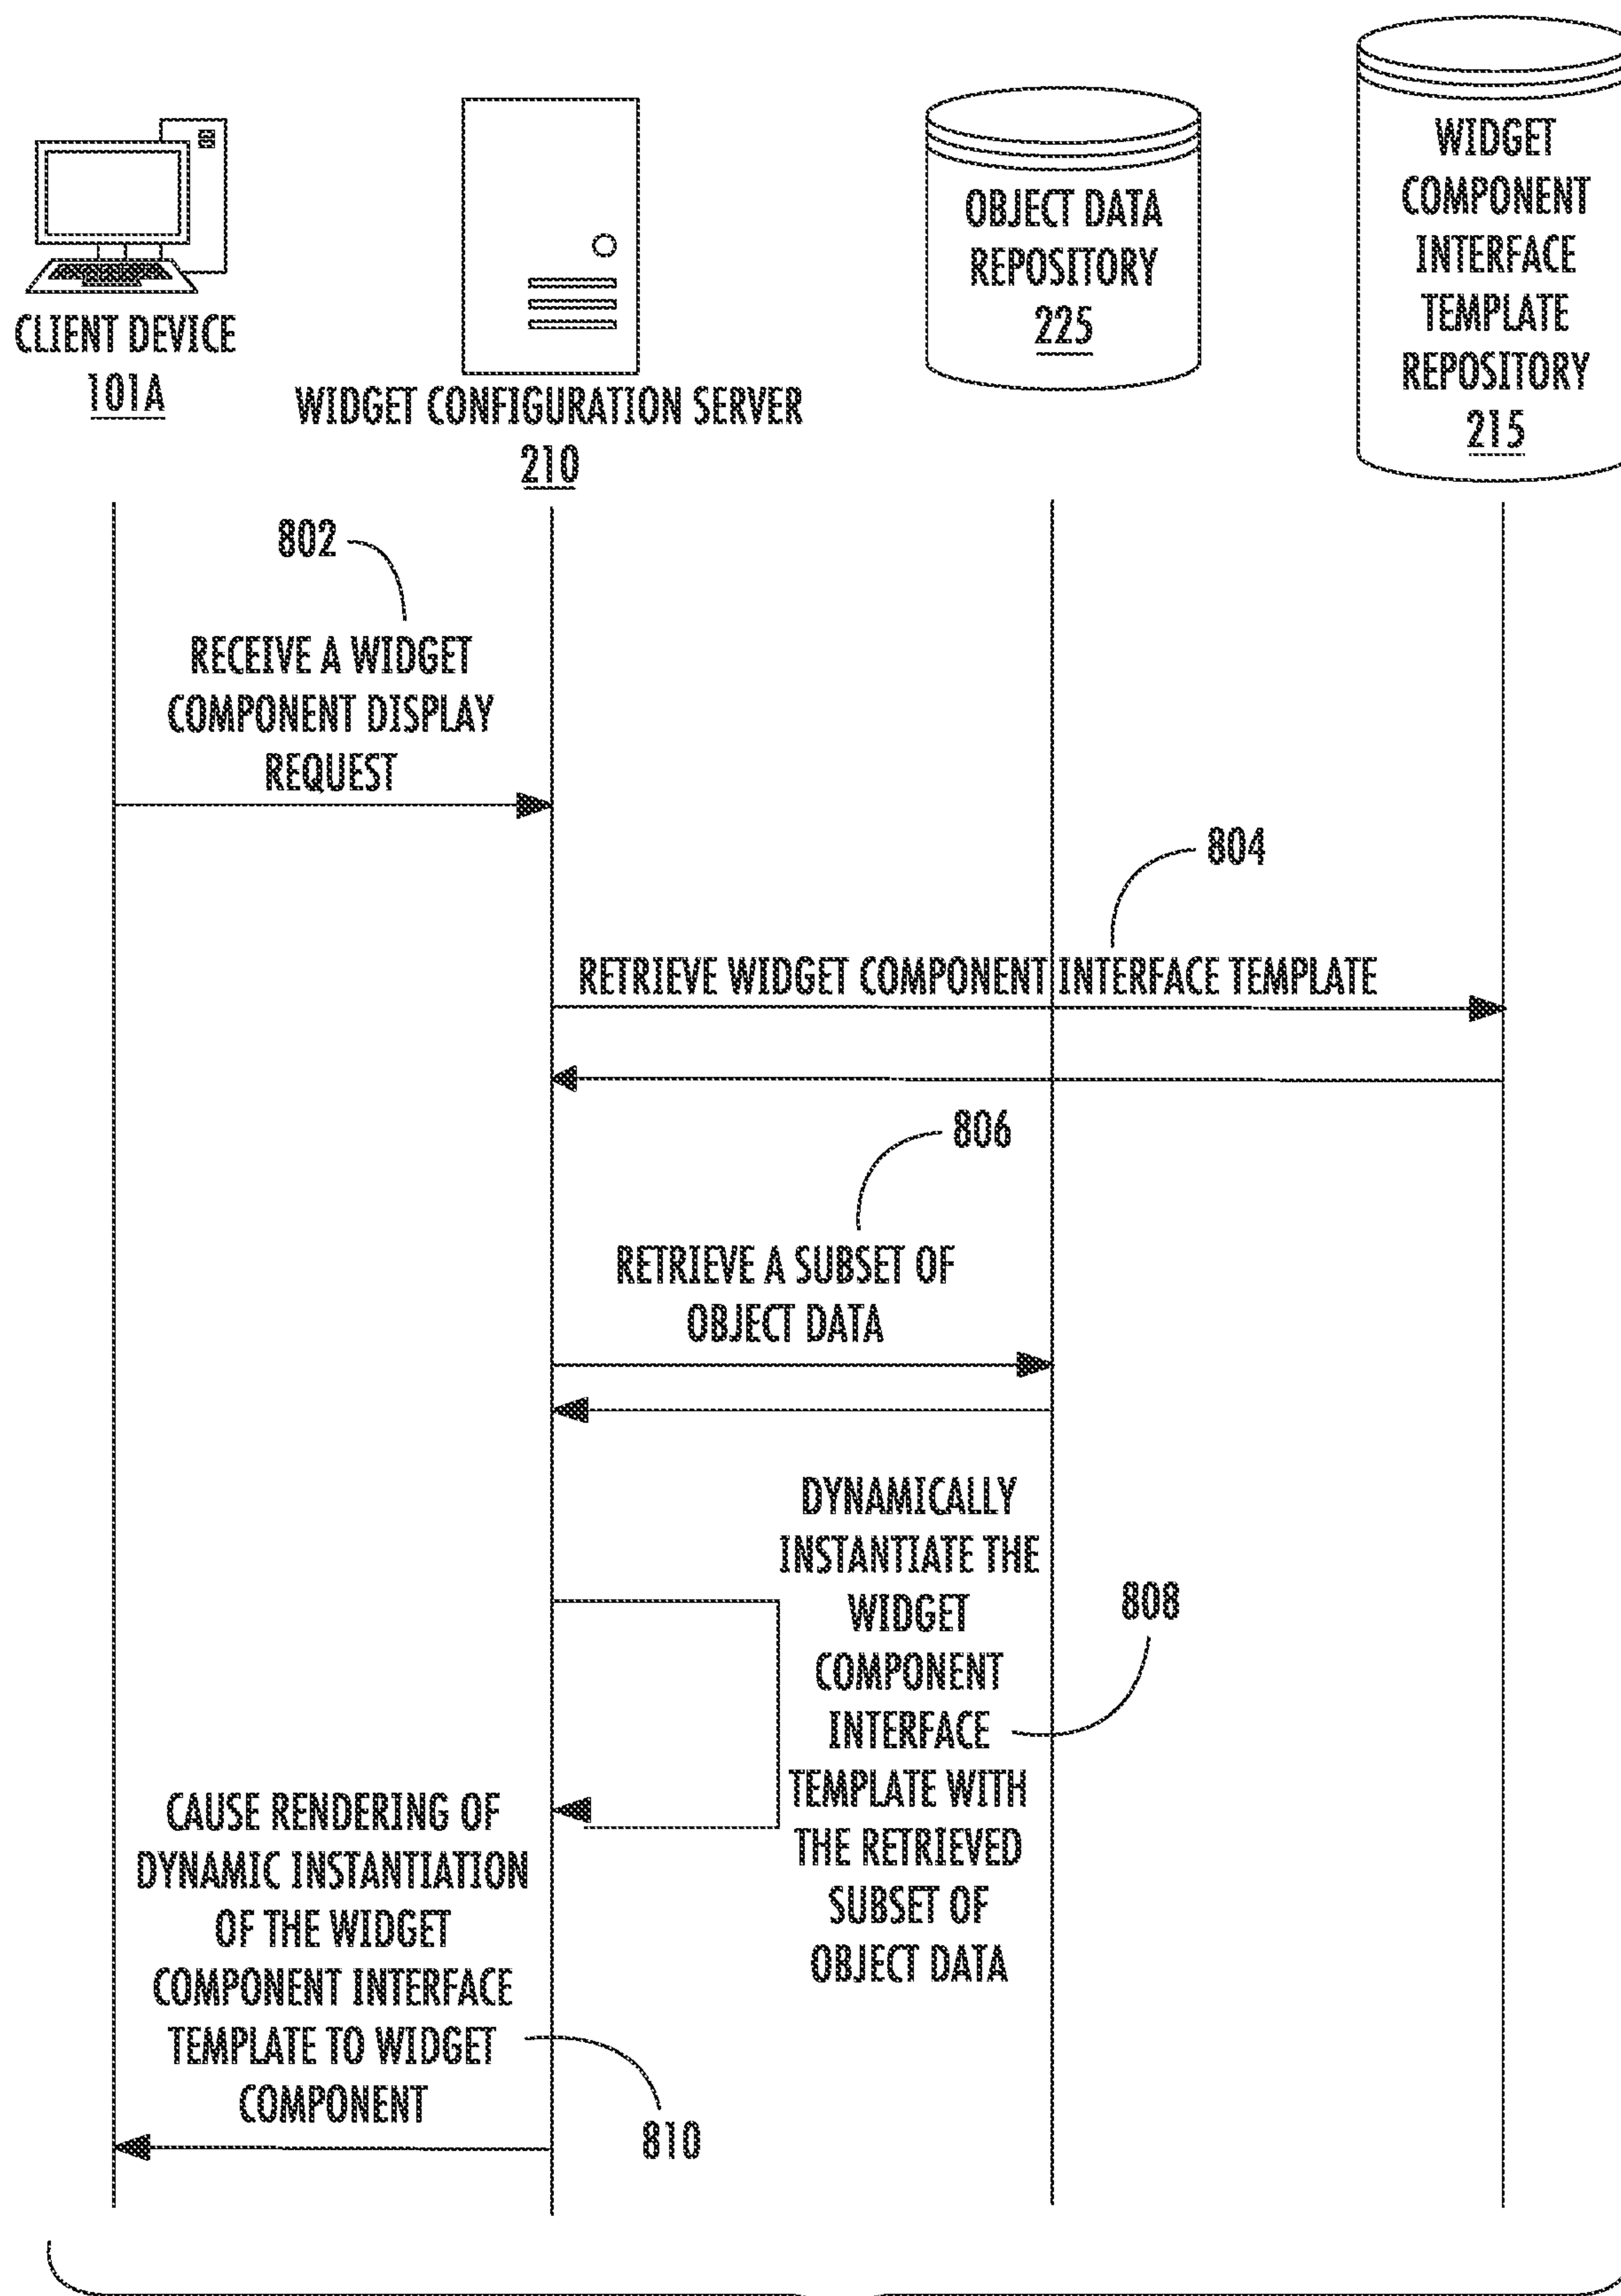 CLIENT DEVICE
101A
WIDGET CONFIGURATION SERVER
210
OBJECT DATA
REPOSITORY
225
WIDGET
COMPONENT
INTERFACE
TEMPLATE
REPOSITORY
215
802
RECEIVE A WIDGET
COMPONENT DISPLAY
REQUEST
804
RETRIEVE WIDGET COMPONENT INTERFACE TEMPLATE
806
RETRIEVE A SUBSET OF
OBJECT DATA
DYNAMICALLY
INSTANTIATE THE
WIDGET
COMPONENT
INTERFACE
TEMPLATE WITH
THE RETRIEVED
SUBSET OF
OBJECT DATA
808
CAUSE RENDERING OF
DYNAMIC INSTANTIATION
OF THE WIDGET
COMPONENT INTERFACE
TEMPLATE TO WIDGET
COMPONENT
810